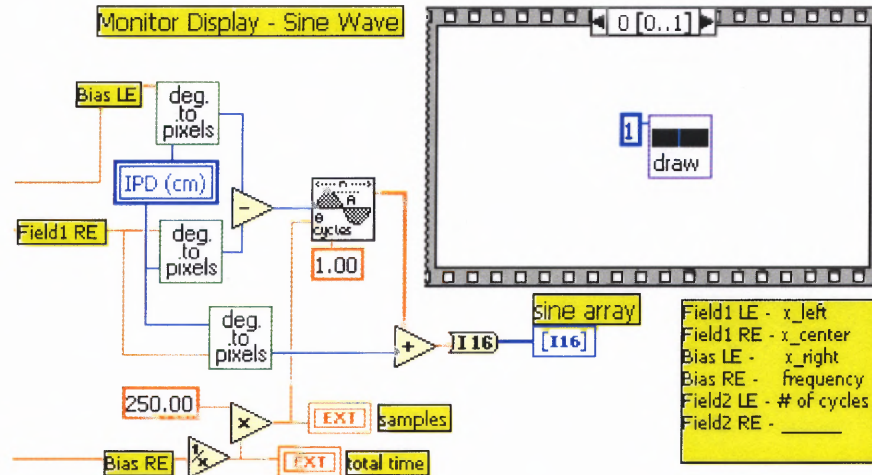 Monitor Display - Sine Wave
0 [0..1]
Bias LE
deg. to pixels
1
draw
IPD (cm)
n
A
θ
cycles
-
Field1 RE
deg. to pixels
1.00
deg. to pixels
+
I16
sine array
[I16]
Field1 LE - x_left
Field1 RE - x_center
Bias LE - x_right
Bias RE - frequency
Field2 LE - # of cycles
Field2 RE - ______
250.00
x
EXT
samples
Bias RE
1/x
EXT
total time